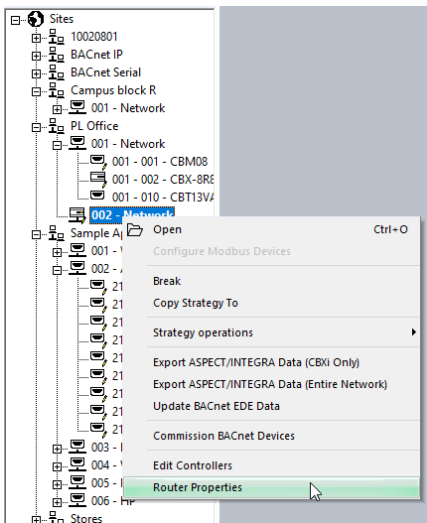 Sites
10020801
BACnet IP
BACnet Serial
Campus block R
001 - Network
PL Office
001 - Network
001 - 001 - CBM08
001 - 002 - CBX-8R8
001 - 010 - CBT13V
002 - Network
Sample
Open Ctrl+O
001 -
Configure Modbus Devices
002 -
Break
21
Copy Strategy To
21
21
Strategy operations
21
21
Export ASPECT/INTEGRA Data (CBXi Only)
21
Export ASPECT/INTEGRA Data (Entire Network)
21
Update BACnet EDE Data
21
Commission BACnet Devices
003 -
Edit Controllers
004 -
005 -
Router Properties
006 - HP
Stores